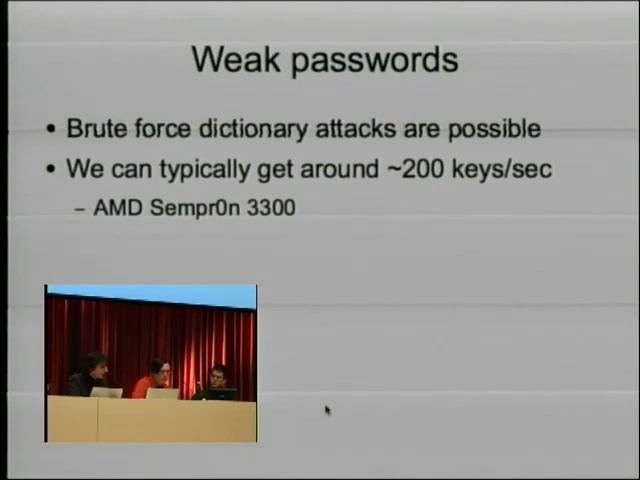 Weak passwords
• Brute force dictionary attacks are possible
• We can typically get around ~200 keys/sec
– AMD Sempr0n 3300